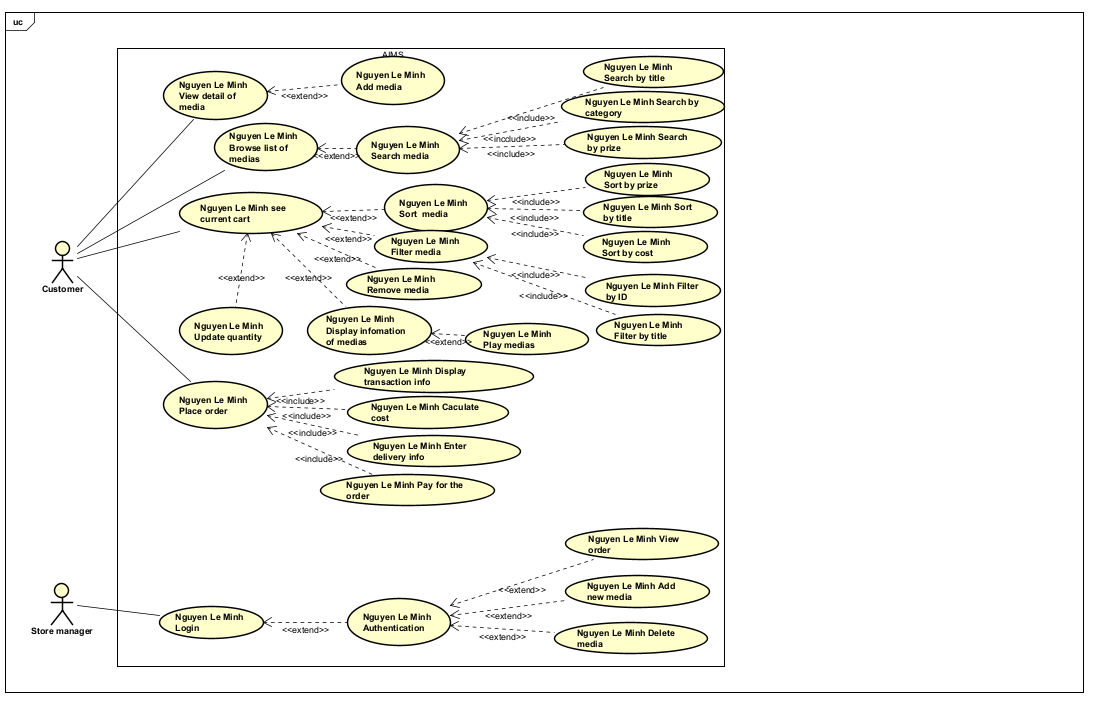 uc
AIMS
Nguyen Le Minh
View detail of
media
<<extend>>
Nguyen Le Minh
Add media
Nguyen Le Minh
Search by title
Nguyen Le Minh Search by
category
Nguyen Le Minh Search
by prize
<<include>>
<<include>>
<<include>>
Nguyen Le Minh
Browse list of
medias
<<extend>>
Nguyen Le Minh
Search media
Nguyen Le Minh see
current cart
<<extend>>
Nguyen Le Minh
Sort media
<<include>>
<<include>>
<<include>>
Nguyen Le Minh
Sort by prize
Nguyen Le Minh Sort
by title
Nguyen Le Minh
Sort by cost
<<extend>>
Nguyen Le Minh
Filter media
<<include>>
<<include>>
Nguyen Le Minh Filter
by ID
Nguyen Le Minh
Filter by title
<<extend>>
Nguyen Le Minh
Remove media
Customer
<<extend>>
<<extend>>
Nguyen Le Minh
Update quantity
Nguyen Le Minh
Display infomation
of medias
<<extend>>
Nguyen Le Minh
Play medias
Nguyen Le Minh
Place order
<<include>>
<<include>>
<<include>>
<<include>>
Nguyen Le Minh Display
transaction info
Nguyen Le Minh Caculate
cost
Nguyen Le Minh Enter
delivery info
Nguyen Le Minh Pay for the
order
Store manager
Nguyen Le Minh
Login
<<extend>>
Nguyen Le Minh
Authentication
<<extend>>
<<extend>>
<<extend>>
Nguyen Le Minh View
order
Nguyen Le Minh Add
new media
Nguyen Le Minh Delete
media